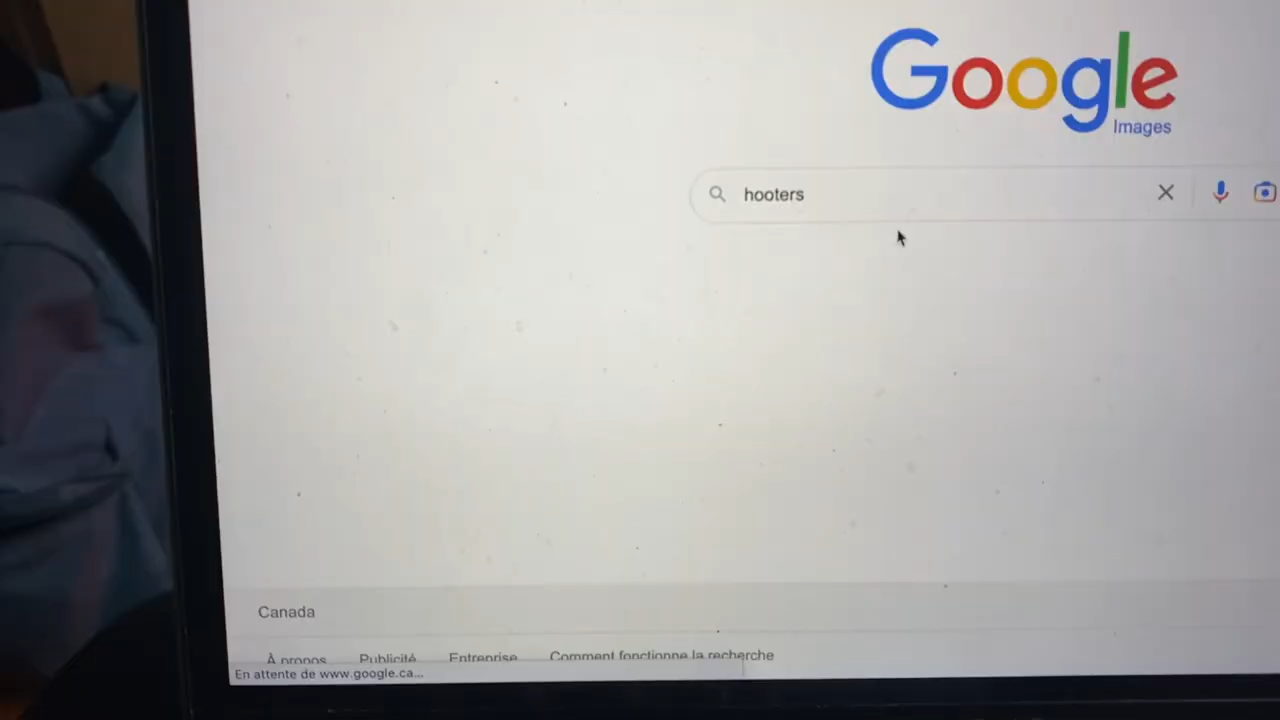 Google
Images
hooters
Canada
À propos Publicité Entreprise Comment fonctionne la recherche
En attente de www.google.ca...